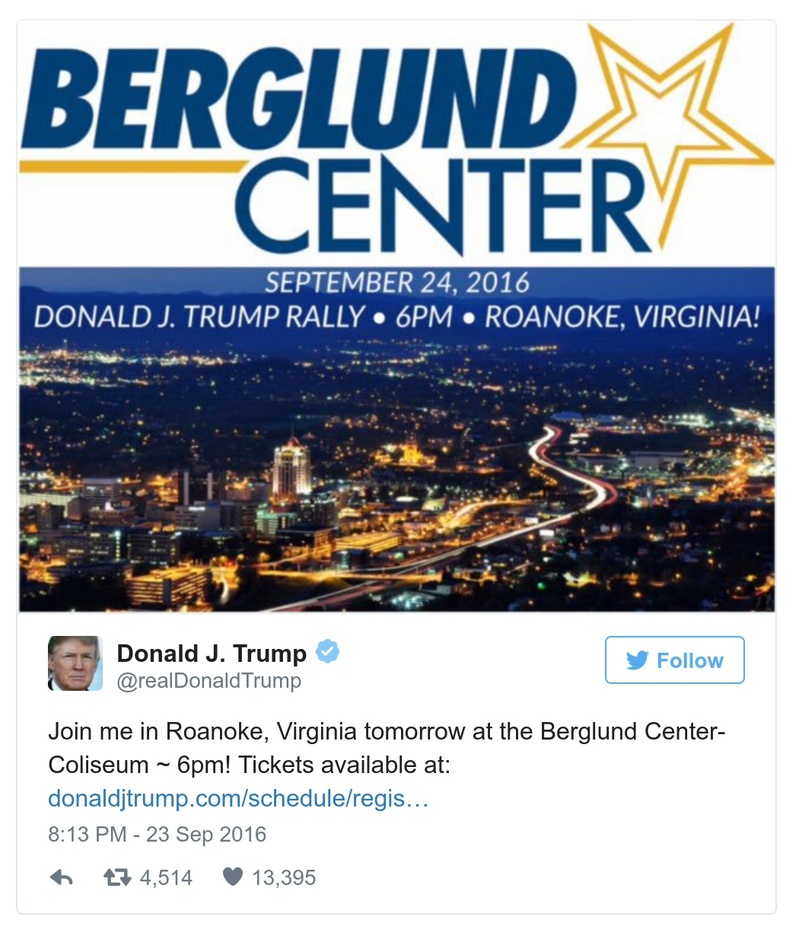 BERGLUND
CENTER
SEPTEMBER 24, 2016
DONALD J. TRUMP RALLY • 6PM • ROANOKE, VIRGINIA!
Donald J. Trump
@realDonaldTrump
Follow
Join me in Roanoke, Virginia tomorrow at the Berglund Center-
Coliseum ~ 6pm! Tickets available at:
donaldjtrump.com/schedule/regis…
8:13 PM - 23 Sep 2016
4,514 13,395